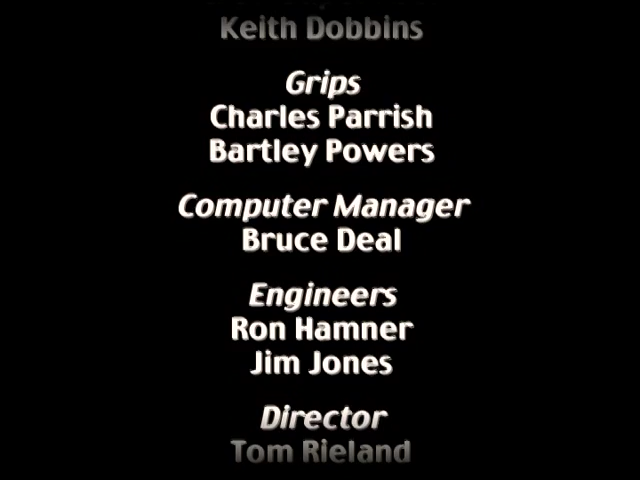 Keith Dobbins
Grips
Charles Parrish
Bartley Powers
Computer Manager
Bruce Deal
Engineers
Ron Hamner
Jim Jones
Director
Tom Rieland